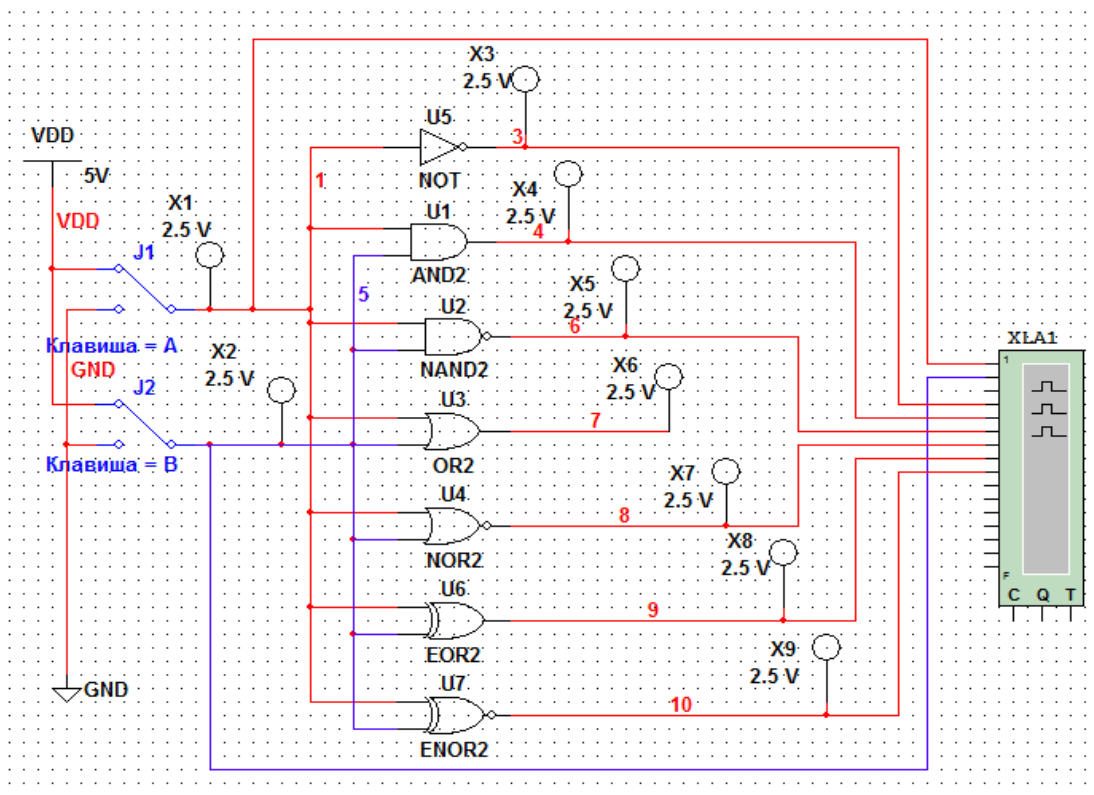 X3
2.5 V
U5
3
NOT
VDD
5V
VDD
1
X1
2.5 V
X4
2.5 V
4
U1
AND2
J1
5
X5
2.5 V
6
U2
NAND2
XLA1
1
Клавиша = A
GND
X2
2.5 V
X6
2.5 V
7
J2
U3
OR2
Клавиша = B
X7
2.5 V
U4
8
NOR2
X8
2.5 V
F
C Q T
U6
9
EOR2
X9
2.5 V
GND
U7
10
ENOR2